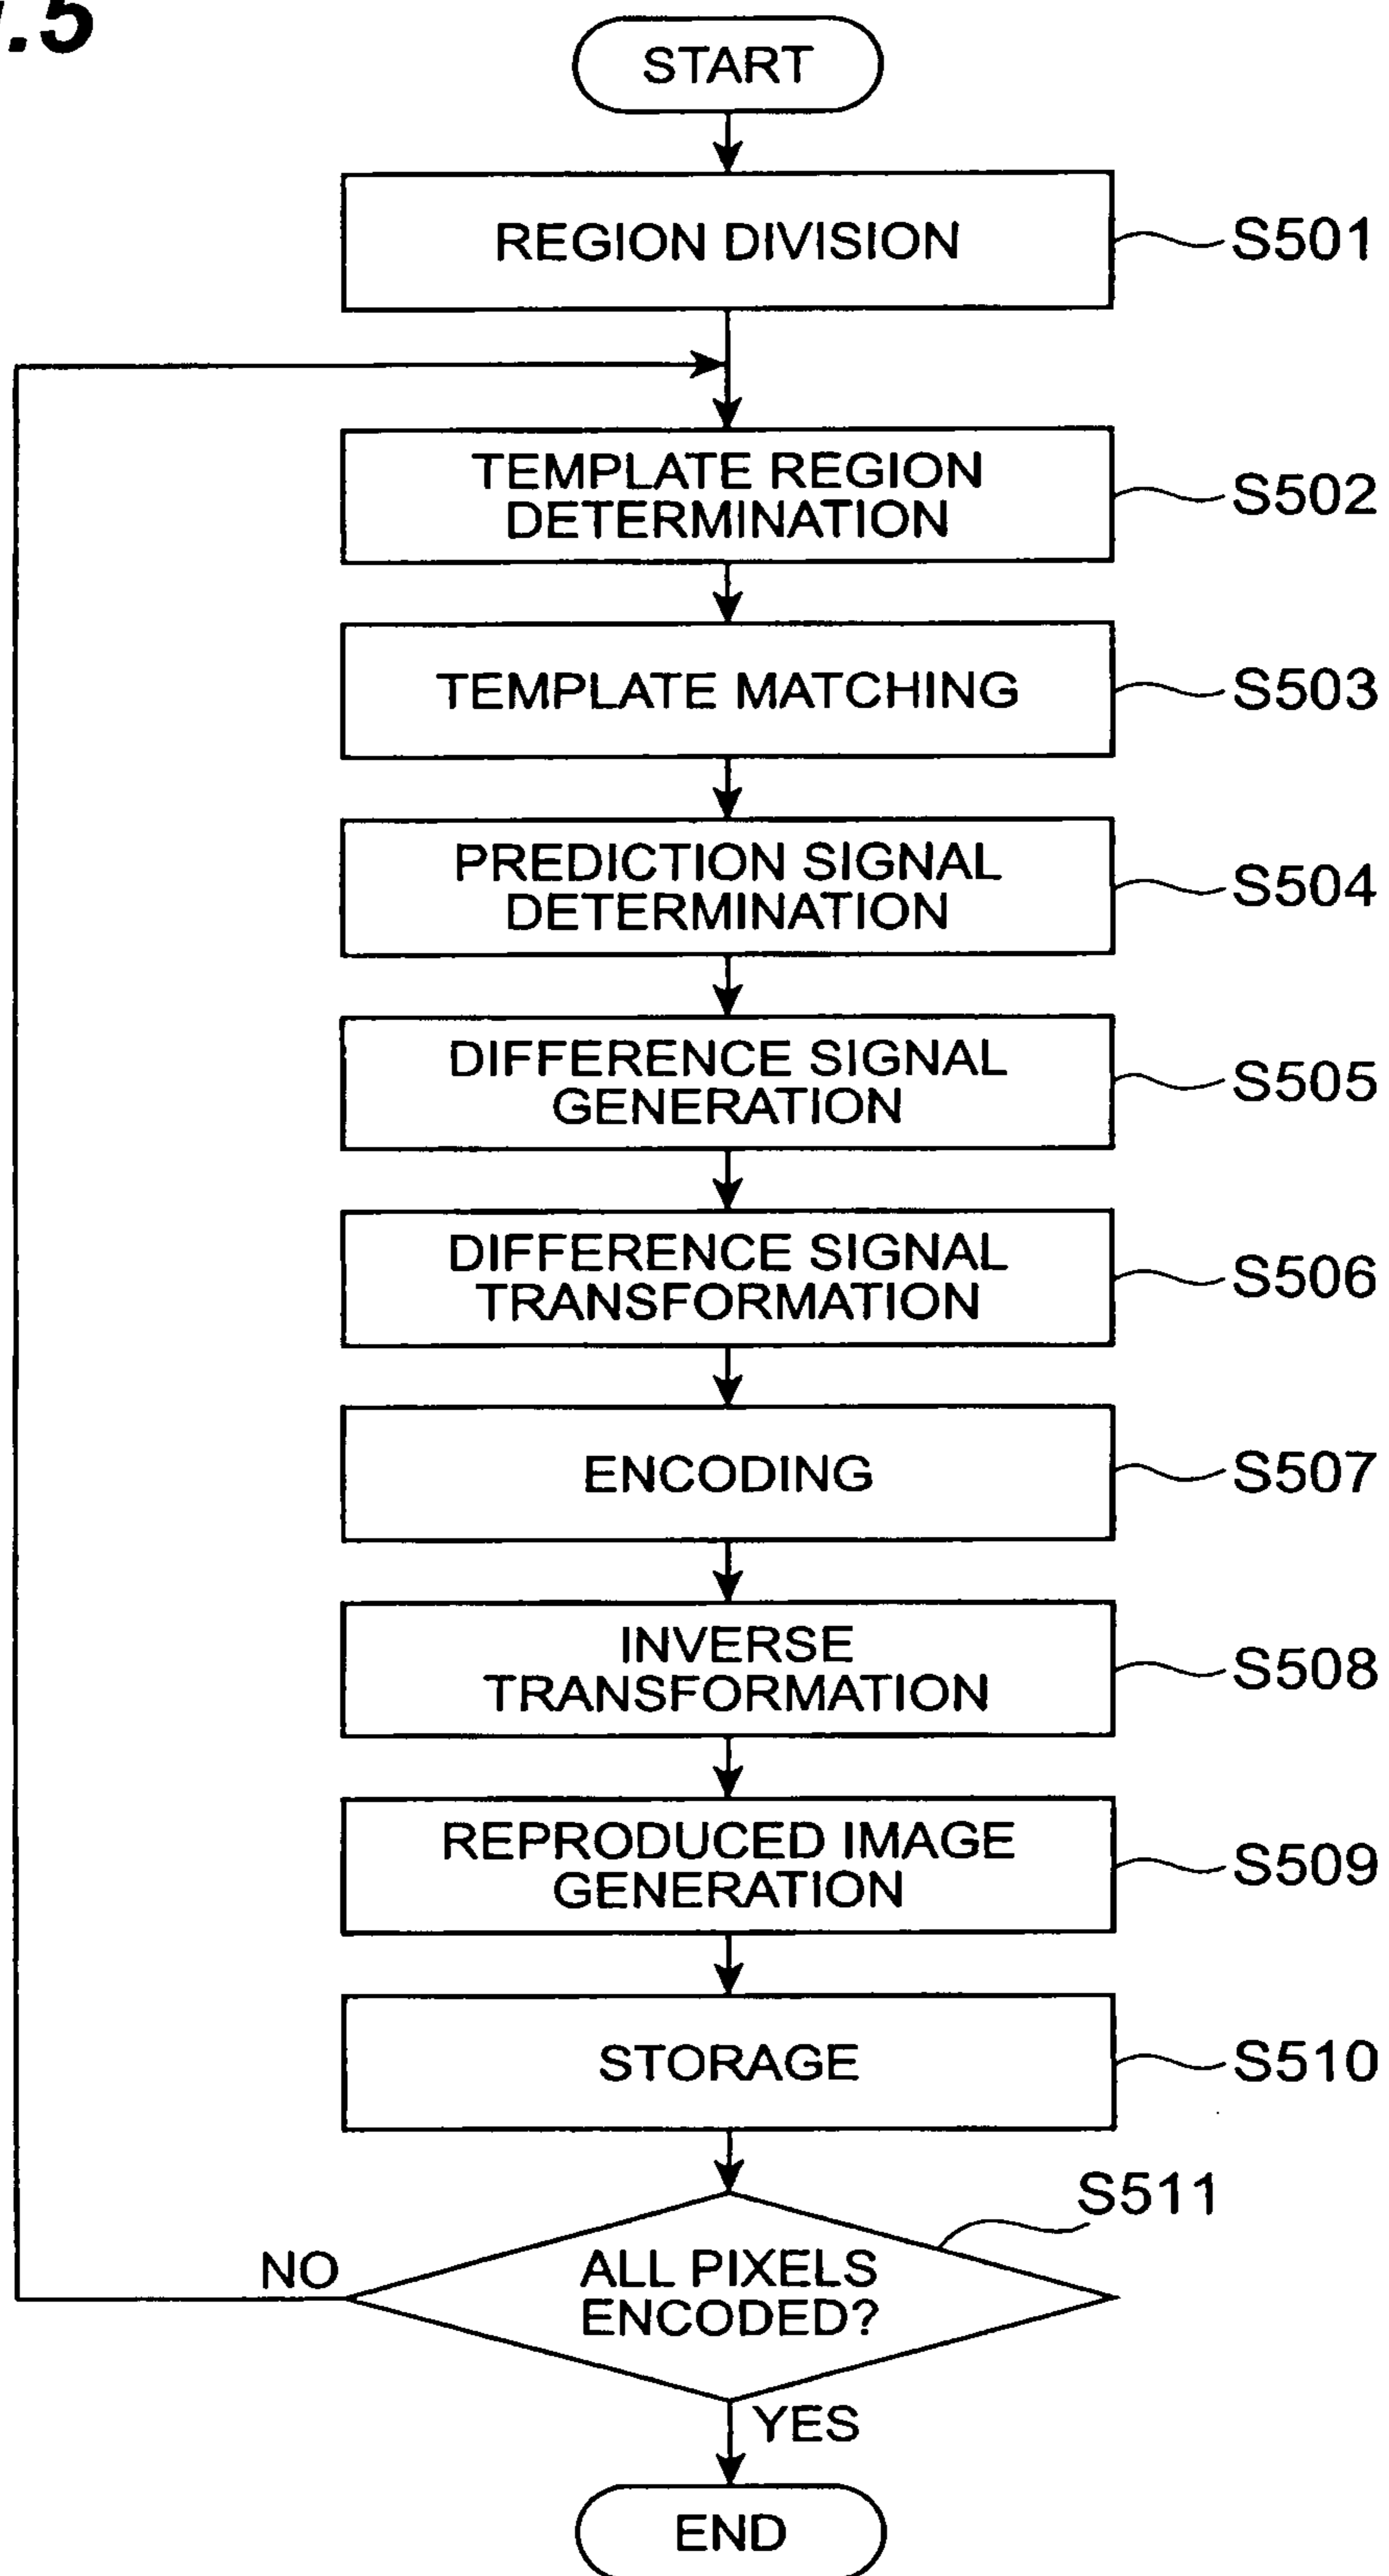 .5
START
REGION DIVISION
S501
TEMPLATE REGION
DETERMINATION
S502
TEMPLATE MATCHING
S503
PREDICTION SIGNAL
DETERMINATION
S504
DIFFERENCE SIGNAL
GENERATION
S505
DIFFERENCE SIGNAL
TRANSFORMATION
S506
ENCODING
S507
INVERSE
TRANSFORMATION
S508
REPRODUCED IMAGE
GENERATION
S509
STORAGE
S510
S511
NO
ALL PIXELS
ENCODED?
YES
END